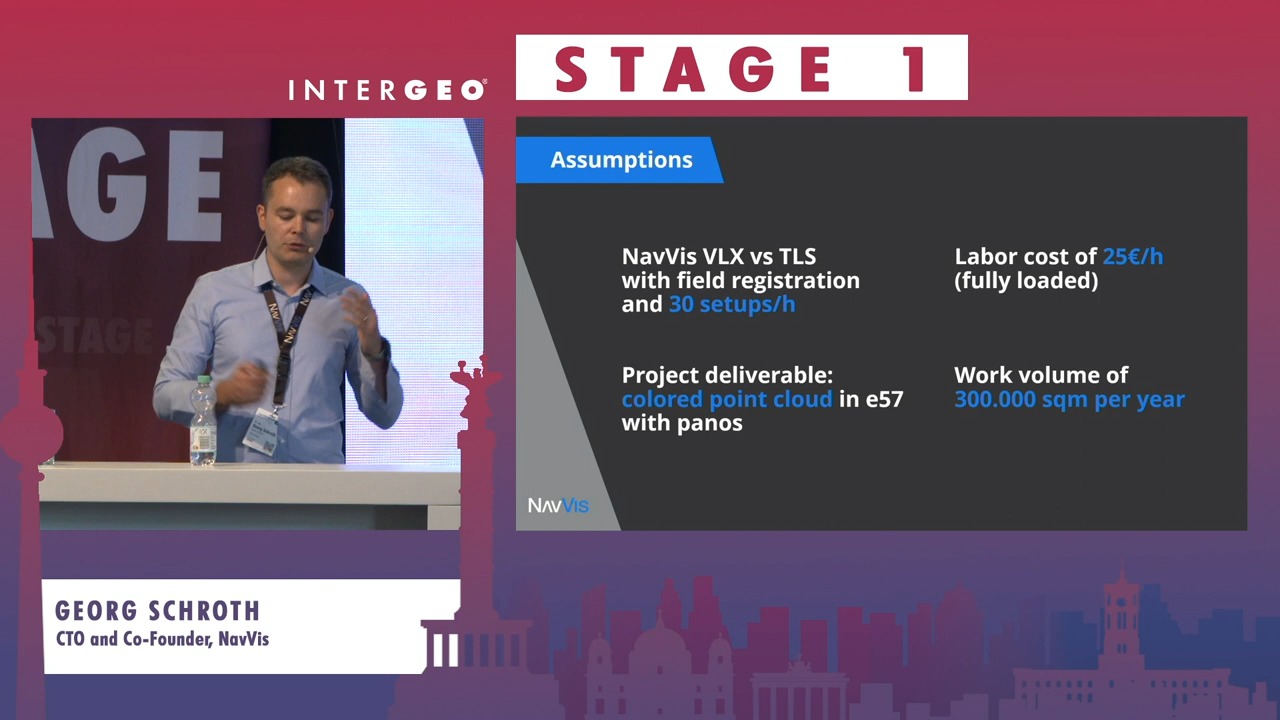 INTERGEO®
STAGE 1
AGE
STAGE
NAV
NAV
Assumptions
NavVis VLX vs TLS
with field registration
and 30 setups/h
Labor cost of 25€/h
(fully loaded)
Project deliverable:
colored point cloud in e57
with panos
Work volume of
300.000 sqm per year
NAVVIS
GEORG SCHROTH
CTO and Co-Founder, NavVis